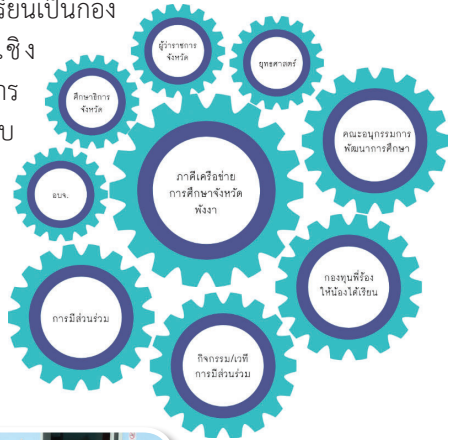 รียนเป็นกอง
เชิง
าร
บ
ผู้ว่าราชการ
จังหวัด
ยุทธศาสตร์
ศึกษาธิการ
จังหวัด
คณะอนุกรรมการ
พัฒนาการศึกษา
ภาคีเครือข่าย
การศึกษาจังหวัด
พังงา
อบจ.
กองทุนพี่ร้อง
ให้น้องได้เรียน
การมีส่วนร่วม
กิจกรรม/เวที
การมีส่วนร่วม